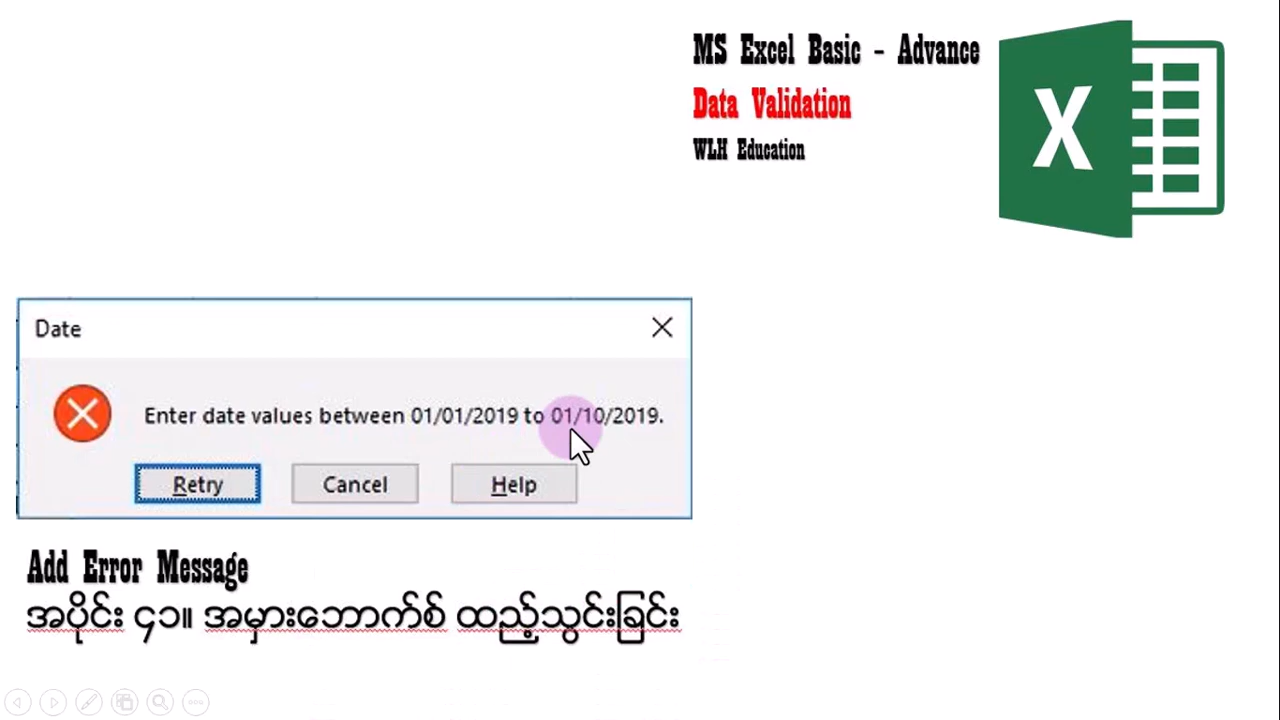 MS Excel Basic - Advance
Data Validation
WLH Education
X
Date
Enter date values between 01/01/2019 to 01/10/2019.
Retry Cancel Help
Add Error Message
အပိုင်း ၄၁။ အမှားဘောက်စ် ထည့်သွင်းခြင်း